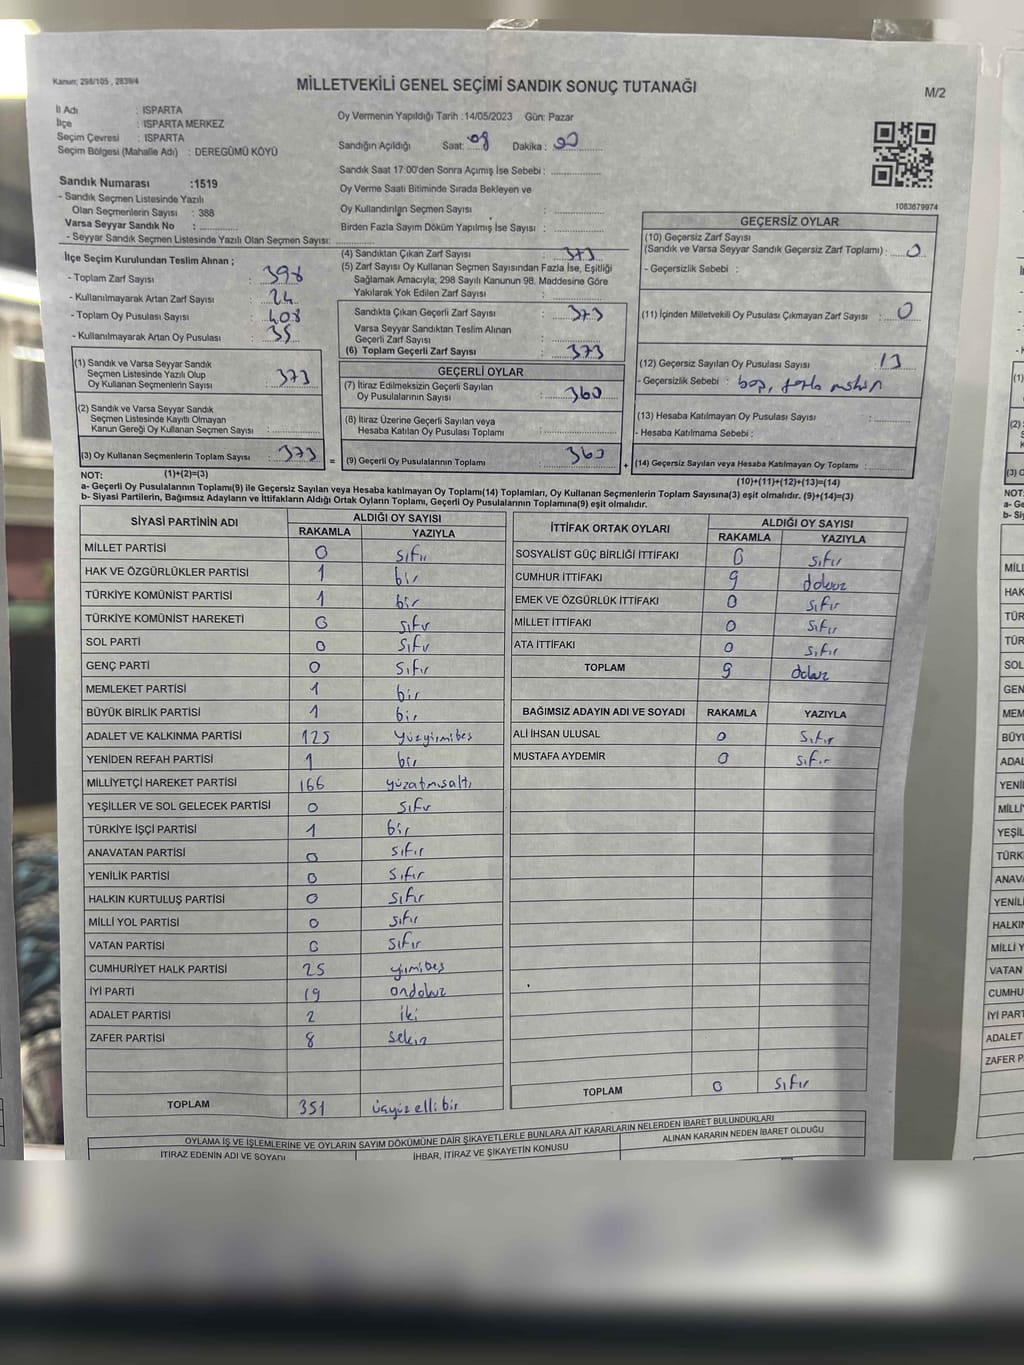 Kanun: 298/105 , 2839/4
MİLLETVEKİLİ GENEL SEÇİMİ SANDIK SONUÇ TUTANAĞI
M/2
İl Adı : ISPARTA
İlçe : ISPARTA MERKEZ
Seçim Çevresi : ISPARTA
Seçim Bölgesi (Mahalle Adı) : DEREGÜMÜ KÖYÜ
Oy Vermenin Yapıldığı Tarih : 14/05/2023 Gün: Pazar
Sandığın Açıldığı Saat: 08 Dakika: 00
Sandık Saat 17:00'den Sonra Açımış İse Sebebi :
Oy Verme Saati Bitiminde Sırada Bekleyen ve
Oy Kullandırılan Seçmen Sayısı :
Birden Fazla Sayım Döküm Yapılmış İse Sayısı :
1083679974
Sandık Numarası :1519
- Sandık Seçmen Listesinde Yazılı
Olan Seçmenlerin Sayısı : 388
Varsa Seyyar Sandık No :
- Seyyar Sandık Seçmen Listesinde Yazılı Olan Seçmen Sayısı:
İlçe Seçim Kurulundan Teslim Alınan ;
- Toplam Zarf Sayısı : 398
- Kullanılmayarak Artan Zarf Sayısı : 24
- Toplam Oy Pusulası Sayısı : 408
- Kullanılmayarak Artan Oy Pusulası : 35
(1) Sandık ve Varsa Seyyar Sandık
Seçmen Listesinde Yazılı Olup
Oy Kullanan Seçmenlerin Sayısı : 373
(2) Sandık ve Varsa Seyyar Sandık
Seçmen Listesinde Kayıtlı Olmayan
Kanun Gereği Oy Kullanan Seçmen Sayısı :
(3) Oy Kullanan Seçmenlerin Toplam Sayısı : 373
(4) Sandıktan Çıkan Zarf Sayısı : 373
(5) Zarf Sayısı Oy Kullanan Seçmen Sayısından Fazla İse, Eşitliği
Sağlamak Amacıyla; 298 Sayılı Kanunun 98. Maddesine Göre
Yakılarak Yok Edilen Zarf Sayısı :
Sandıkta Çıkan Geçerli Zarf Sayısı : 373
Varsa Seyyar Sandıktan Teslim Alınan
Geçerli Zarf Sayısı :
(6) Toplam Geçerli Zarf Sayısı : 373
GEÇERLİ OYLAR
(7) İtiraz Edilmeksizin Geçerli Sayılan
Oy Pusulasının Sayısı : 360
(8) İtiraz Üzerine Geçerli Sayılan veya
Hesaba Katılan Oy Pusulası Toplamı :
= (9) Geçerli Oy Pusulalarının Toplamı : 360 +
GEÇERSİZ OYLAR
(10) Geçersiz Zarf Sayısı
(Sandık ve Varsa Seyyar Sandık Geçersiz Zarf Toplamı) : 0
- Geçersizlik Sebebi :
(11) İçinden Milletvekili Oy Pusulası Çıkmayan Zarf Sayısı : 0
(12) Geçersiz Sayılan Oy Pusulası Sayısı : 13
- Geçersizlik Sebebi : boş, fazla mühür
(13) Hesaba Katılmayan Oy Pusulası Sayısı :
- Hesaba Katılmama Sebebi :
(14) Geçersiz Sayılan veya Hesaba Katılmayan Oy Toplamı :
NOT: (1)+(2)=(3)
(10)+(11)+(12)+(13)=(14)
a- Geçerli Oy Pusulalarının Toplamı(9) ile Geçersiz Sayılan veya Hesaba katılmayan Oy Toplamı(14) Toplamları, Oy Kullanan Seçmenlerin Toplam Sayısına(3) eşit olmalıdır. (9)+(14)=(3)
b- Siyasi Partilerin, Bağımsız Adayların ve İttifakların Aldığı Ortak Oyların Toplamı, Geçerli Oy Pusulalarının Toplamına(9) eşit olmalıdır.
SİYASİ PARTİNİN ADI ALDIĞI OY SAYISI
RAKAMLA YAZIYLA
MİLLET PARTİSİ 0 sıfır
HAK VE ÖZGÜRLÜKLER PARTİSİ 1 bir
TÜRKİYE KOMÜNİST PARTİSİ 1 bir
TÜRKİYE KOMÜNİST HAREKETİ 0 sıfır
SOL PARTİ 0 sıfır
GENÇ PARTİ 0 sıfır
MEMLEKET PARTİSİ 1 bir
BÜYÜK BİRLİK PARTİSİ 1 bir
ADALET VE KALKINMA PARTİSİ 125 yüzyirmibeş
YENİDEN REFAH PARTİSİ 1 bir
MİLLİYETÇİ HAREKET PARTİSİ 166 yüzatmışaltı
YEŞİLLER VE SOL GELECEK PARTİSİ 0 sıfır
TÜRKİYE İŞÇİ PARTİSİ 1 bir
ANAVATAN PARTİSİ 0 sıfır
YENİLİK PARTİSİ 0 sıfır
HALKIN KURTULUŞ PARTİSİ 0 sıfır
MİLLİ YOL PARTİSİ 0 sıfır
VATAN PARTİSİ 0 sıfır
CUMHURİYET HALK PARTİSİ 25 yirmibeş
İYİ PARTİ 19 ondokuz
ADALET PARTİSİ 2 iki
ZAFER PARTİSİ 8 sekiz
TOPLAM 351 üçyüzellibir
İTTİFAK ORTAK OYLARI ALDIĞI OY SAYISI
RAKAMLA YAZIYLA
SOSYALİST GÜÇ BİRLİĞİ İTTİFAKI 0 sıfır
CUMHUR İTTİFAKI 9 dokuz
EMEK VE ÖZGÜRLÜK İTTİFAKI 0 sıfır
MİLLET İTTİFAKI 0 sıfır
ATA İTTİFAKI 0 sıfır
TOPLAM 9 dokuz
BAĞIMSIZ ADAYIN ADI VE SOYADI RAKAMLA YAZIYLA
ALİ İHSAN ULUSAL 0 sıfır
MUSTAFA AYDEMİR 0 sıfır
TOPLAM 0 sıfır
OYLAMA İŞ VE İŞLEMLERİNE VE OYLARIN SAYIM DÖKÜMÜNE DAİR ŞİKAYETLERLE BUNLARA AİT KARARLARIN NELERDEN İBARET BULUNDUKLARI
İTİRAZ EDENİN ADI VE SOYADI İHBAR, İTİRAZ VE ŞİKAYETİN KONUSU ALINAN KARARIN NEDEN İBARET OLDUĞU